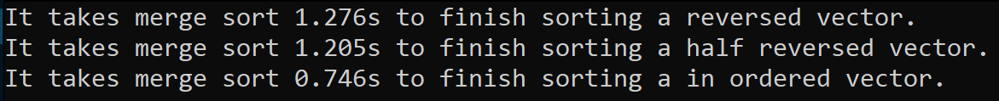 It takes merge sort 1.276s to finish sorting a reversed vector.
It takes merge sort 1.205s to finish sorting a half reversed vector.
It takes merge sort 0.746s to finish sorting a in ordered vector.